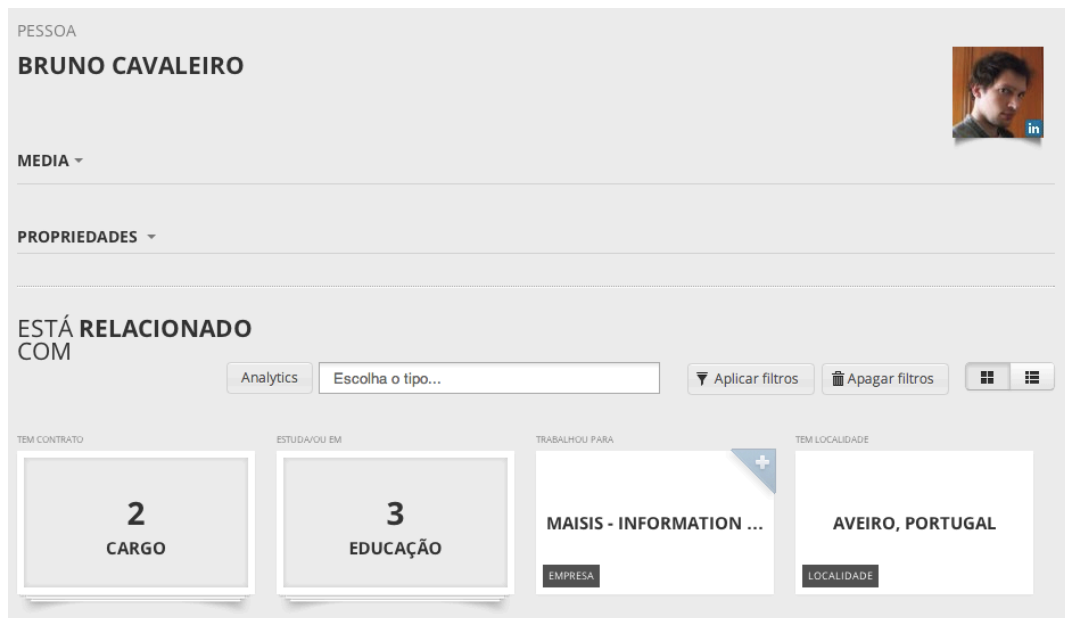 PESSOA
BRUNO CAVALEIRO
in
MEDIA
PROPRIEDADES
ESTÁ RELACIONADO
COM
Analytics
Escolha o tipo...
Aplicar filtros
Apagar filtros
TEM CONTRATO
ESTUDA/OU EM
TRABALHOU PARA
TEM LOCALIDADE
2
CARGO
3
EDUCAÇÃO
MAISIS - INFORMATION ...
EMPRESA
AVEIRO, PORTUGAL
LOCALIDADE